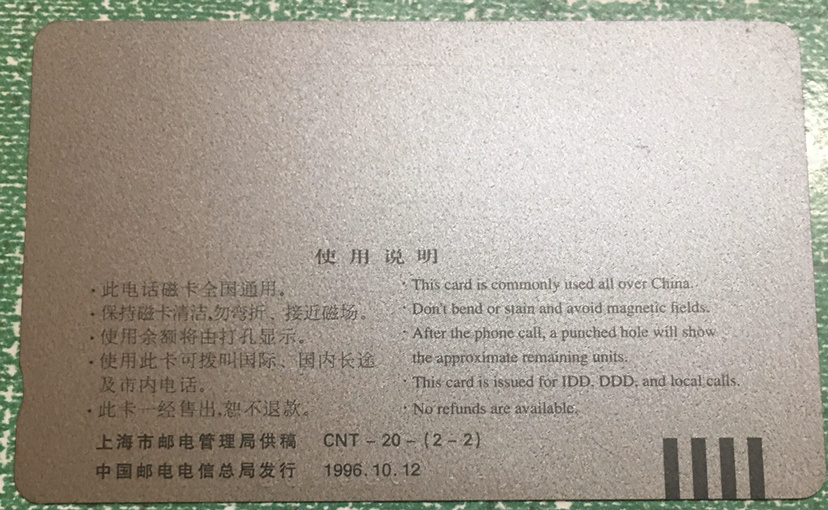 使用说明
·此电话磁卡全国通用。
·保持磁卡清洁,勿弯折、接近磁场。
·使用余额将由打孔显示。
·使用此卡可拨叫国际、国内长途
及市内电话。
·此卡一经售出,恕不退款。
· This card is commonly used all over China.
· Don't bend or stain and avoid magnetic fields.
· After the phone call, a punched hole will show
the approximate remaining units.
· This card is issued for IDD, DDD, and local calls.
· No refunds are available.
上海市邮电管理局供稿 CNT-20-(2-2)
中国邮电电信总局发行 1996.10.12